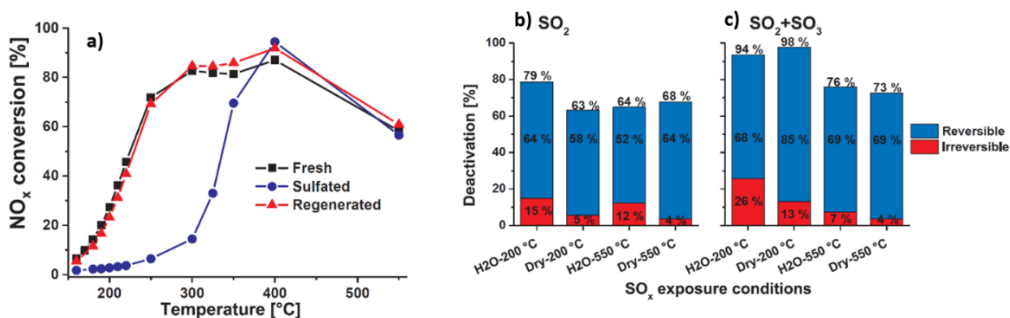 a)
NOx conversion [%]
100
80
60
40
20
0
Fresh
Sulfated
Regenerated
200
300
400
500
Temperature [°C]
b) SO2
Deactivation [%]
100
80
60
40
20
0
79 %
64 %
15 %
63 %
58 %
5 %
64 %
52 %
12 %
68 %
64 %
4 %
H2O-200 °C
Dry-200 °C
H2O-550 °C
Dry-550 °C
c) SO2+SO3
94 %
68 %
26 %
98 %
85 %
13 %
76 %
69 %
7 %
73 %
69 %
4 %
H2O-200 °C
Dry-200 °C
H2O-550 °C
Dry-550 °C
SOx exposure conditions
Reversible
Irreversible